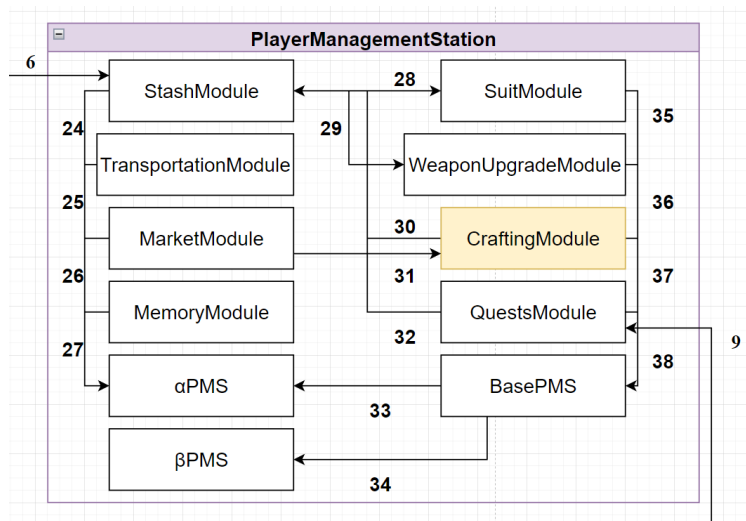 PlayerManagementStation
6
StashModule
28
SuitModule
24
29
35
TransportationModule
WeaponUpgradeModule
25
36
MarketModule
30
CraftingModule
9
26
31
37
MemoryModule
32
QuestsModule
27
38
αPMS
33
BasePMS
βPMS
34